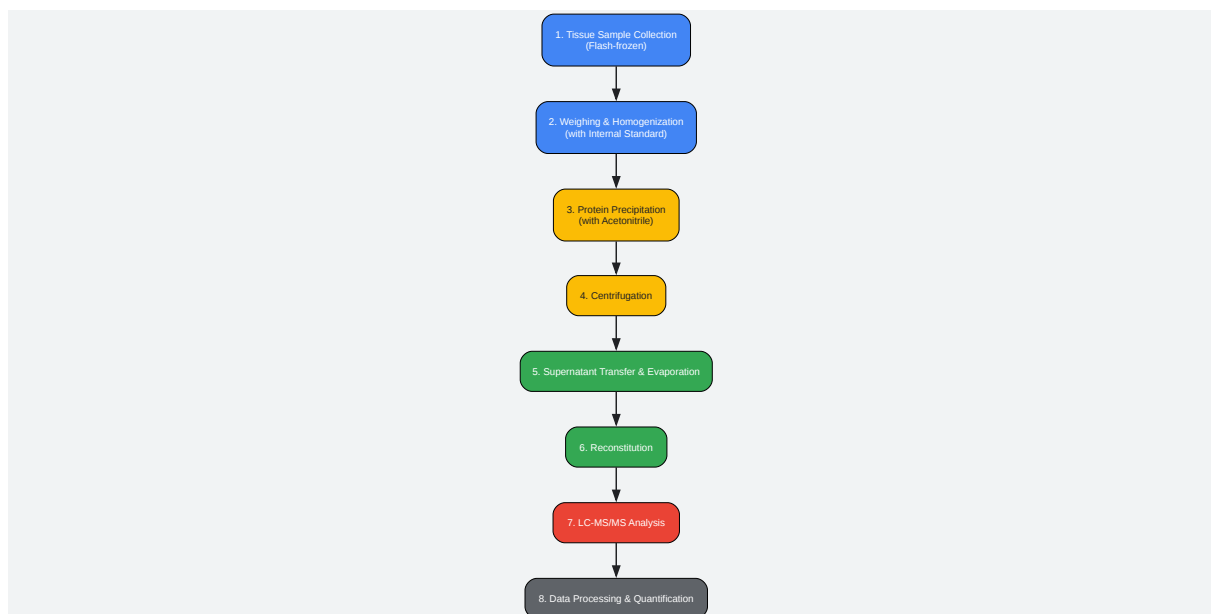 1. Tissue Sample Collection
(Flash-frozen)
2. Weighing & Homogenization
(with Internal Standard)
3. Protein Precipitation
(with Acetonitrile)
4. Centrifugation
5. Supernatant Transfer & Evaporation
6. Reconstitution
7. LC-MS/MS Analysis
8. Data Processing & Quantification